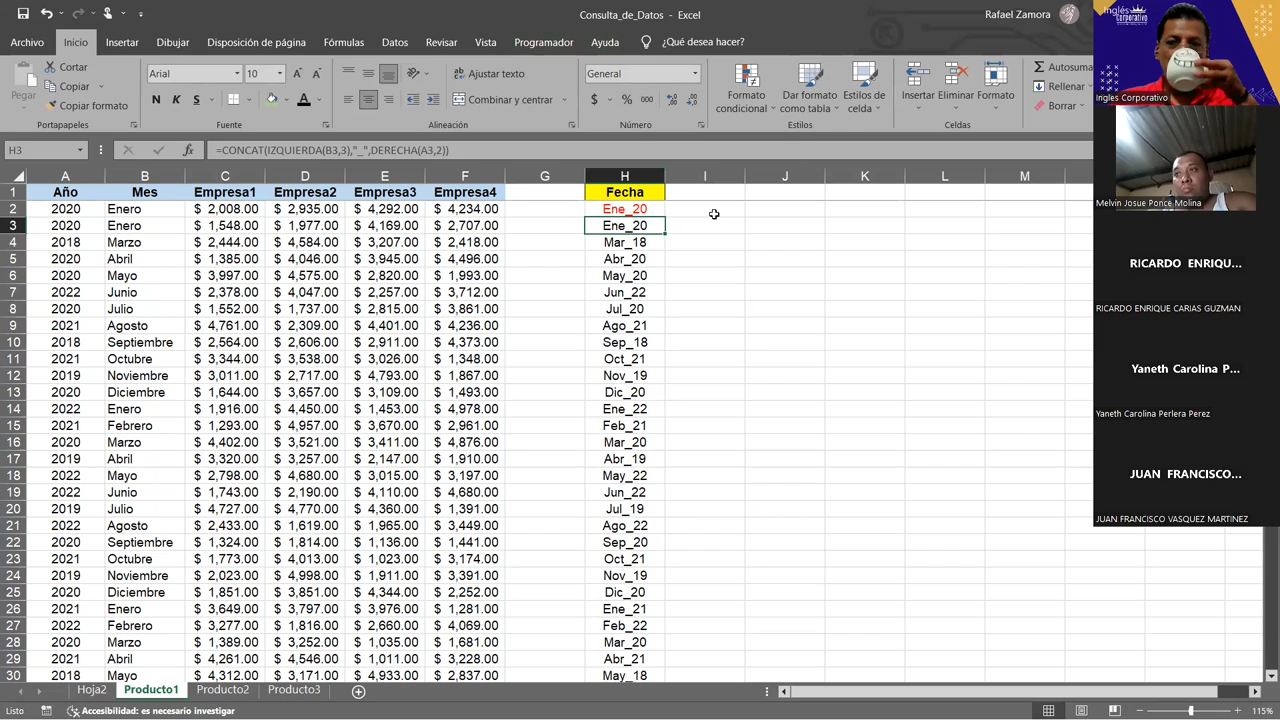 Consulta_de_Datos - Excel
Rafael Zamora
Archivo Inicio Insertar Dibujar Disposición de página Fórmulas Datos Revisar Vista Programador Ayuda ¿Qué desea hacer?
Pegar Cortar Copiar Copiar formato Portapapeles
Arial 10 N K S A Fuente
Ajustar texto Combinar y centrar Alineación
General $ % 000 Número
Formato condicional Dar formato como tabla Estilos de celda Estilos
Insertar Eliminar Formato Celdas
Autosuma
Rellenar
Borrar
H3 fx =CONCAT(IZQUIERDA(B3,3),"_",DERECHA(A3,2))
A B C D E F G H I J K L M
1 Año Mes Empresa1 Empresa2 Empresa3 Empresa4 Fecha
2 2020 Enero $ 2,008.00 $ 2,935.00 $ 4,292.00 $ 4,234.00 Ene_20
3 2020 Enero $ 1,548.00 $ 1,977.00 $ 4,169.00 $ 2,707.00 Ene_20
4 2018 Marzo $ 2,444.00 $ 4,584.00 $ 3,207.00 $ 2,418.00 Mar_18
5 2020 Abril $ 1,385.00 $ 4,046.00 $ 3,945.00 $ 4,496.00 Abr_20
6 2020 Mayo $ 3,997.00 $ 4,575.00 $ 2,820.00 $ 1,993.00 May_20
7 2022 Junio $ 2,378.00 $ 4,047.00 $ 2,257.00 $ 3,712.00 Jun_22
8 2020 Julio $ 1,552.00 $ 1,737.00 $ 2,815.00 $ 3,861.00 Jul_20
9 2021 Agosto $ 4,761.00 $ 2,309.00 $ 4,401.00 $ 4,236.00 Ago_21
10 2018 Septiembre $ 2,564.00 $ 2,606.00 $ 2,911.00 $ 4,373.00 Sep_18
11 2021 Octubre $ 3,344.00 $ 3,538.00 $ 3,026.00 $ 1,348.00 Oct_21
12 2019 Noviembre $ 3,011.00 $ 2,717.00 $ 4,793.00 $ 1,867.00 Nov_19
13 2020 Diciembre $ 1,644.00 $ 3,657.00 $ 3,109.00 $ 1,493.00 Dic_20
14 2022 Enero $ 1,916.00 $ 4,450.00 $ 1,453.00 $ 4,978.00 Ene_22
15 2021 Febrero $ 1,293.00 $ 4,957.00 $ 3,670.00 $ 2,961.00 Feb_21
16 2020 Marzo $ 4,402.00 $ 3,521.00 $ 3,411.00 $ 4,876.00 Mar_20
17 2019 Abril $ 3,320.00 $ 3,257.00 $ 2,147.00 $ 1,910.00 Abr_19
18 2022 Mayo $ 2,798.00 $ 4,680.00 $ 3,015.00 $ 3,197.00 May_22
19 2022 Junio $ 1,743.00 $ 2,190.00 $ 4,110.00 $ 4,680.00 Jun_22
20 2019 Julio $ 4,727.00 $ 4,770.00 $ 4,360.00 $ 1,391.00 Jul_19
21 2022 Agosto $ 2,433.00 $ 1,619.00 $ 1,965.00 $ 3,449.00 Ago_22
22 2020 Septiembre $ 1,324.00 $ 1,814.00 $ 1,136.00 $ 1,441.00 Sep_20
23 2021 Octubre $ 1,773.00 $ 4,013.00 $ 1,023.00 $ 3,174.00 Oct_21
24 2019 Noviembre $ 2,023.00 $ 4,998.00 $ 1,911.00 $ 3,391.00 Nov_19
25 2020 Diciembre $ 1,851.00 $ 3,851.00 $ 4,344.00 $ 2,252.00 Dic_20
26 2021 Enero $ 3,649.00 $ 3,797.00 $ 3,976.00 $ 1,281.00 Ene_21
27 2022 Febrero $ 3,277.00 $ 1,816.00 $ 2,660.00 $ 4,069.00 Feb_22
28 2020 Marzo $ 1,389.00 $ 3,252.00 $ 1,035.00 $ 1,681.00 Mar_20
29 2021 Abril $ 4,261.00 $ 4,546.00 $ 1,011.00 $ 3,228.00 Abr_21
30 2018 Mayo $ 4,312.00 $ 3,171.00 $ 4,933.00 $ 2,837.00 May_18
Hoja2 Producto1 Producto2 Producto3
Listo Accesibilidad: es necesario investigar 115%
Inglés Corporativo
Ingles Corporativo
Melvin Josue Ponce Molina
RICARDO ENRIQU...
RICARDO ENRIQUE CARIAS GUZMAN
Yaneth Carolina P...
Yaneth Carolina Perlera Perez
JUAN FRANCISCO...
JUAN FRANCISCO VASQUEZ MARTINEZ